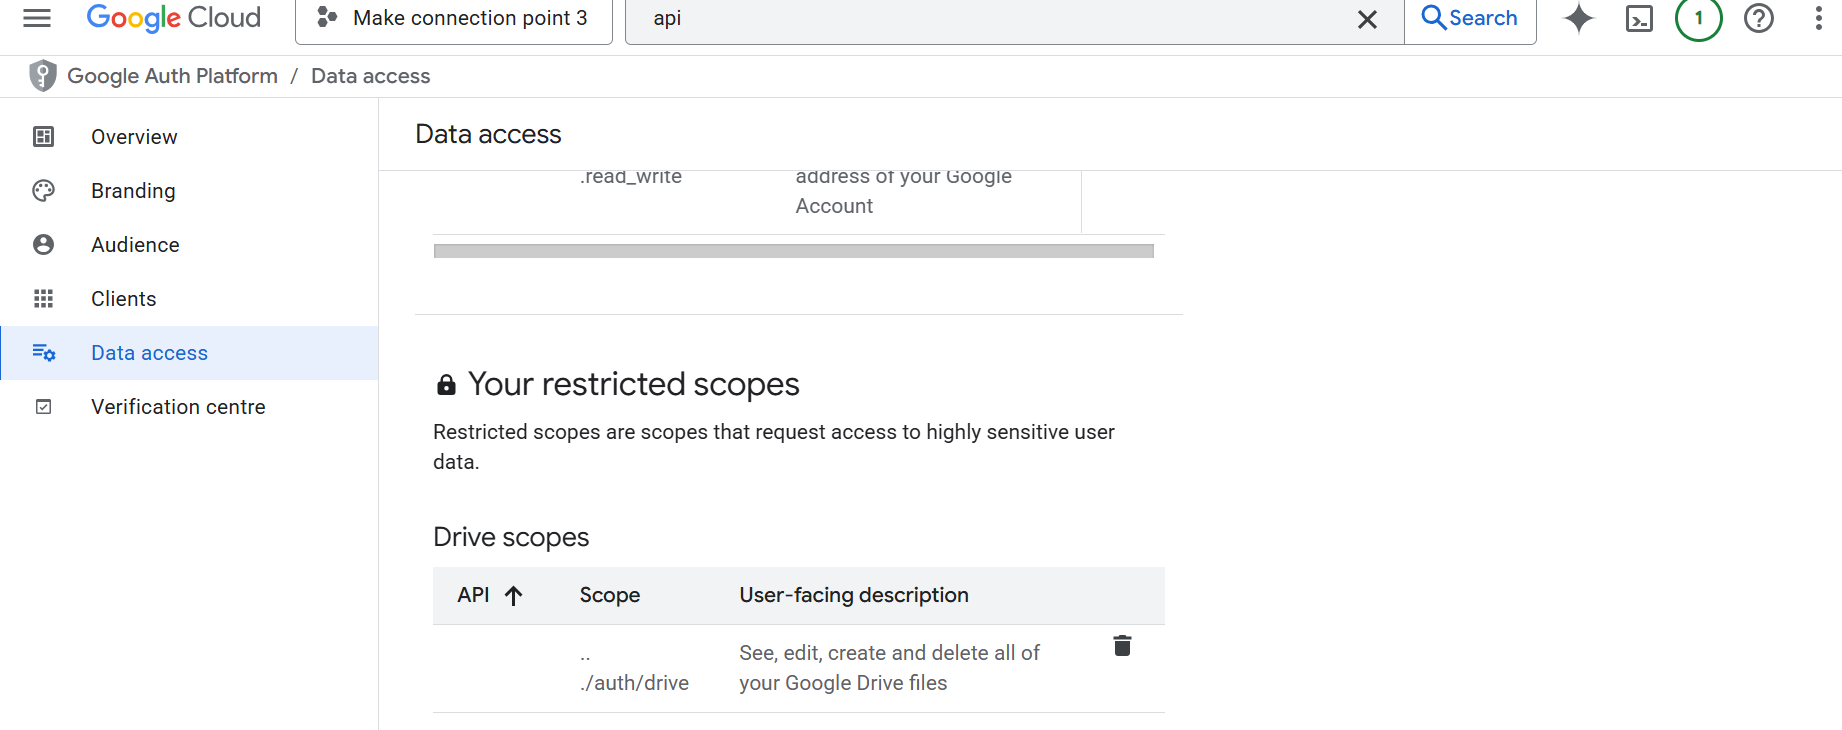 Google Cloud
Make connection point 3
api
Search
1
Google Auth Platform / Data access
Overview
Branding
Audience
Clients
Data access
Verification centre
Data access
.read_write
address of your Google
Account
Your restricted scopes
Restricted scopes are scopes that request access to highly sensitive user
data.
Drive scopes
API
Scope
User-facing description
..
./auth/drive
See, edit, create and delete all of
your Google Drive files